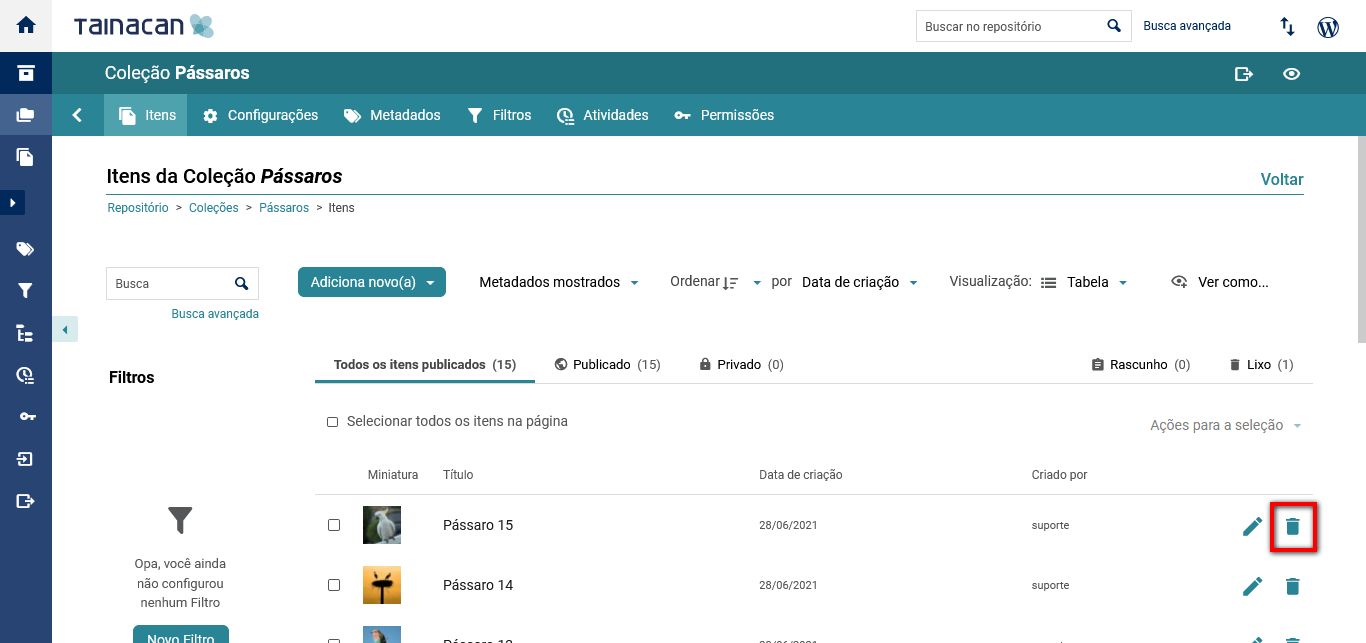 TAINACAN
Buscar no repositório
Busca avançada
Coleção Pássaros
Itens
Configurações
Metadados
Filtros
Atividades
Permissões
Itens da Coleção Pássaros
Voltar
Repositório > Coleções > Pássaros > Itens
Busca
Adiciona novo(a)
Metadados mostrados
Ordenar
por
Data de criação
Visualização:
Tabela
Ver como...
Busca avançada
Filtros
Todos os itens publicados (15)
Publicado (15)
Privado (0)
Rascunho (0)
Lixo (1)
Selecionar todos os itens na página
Ações para a seleção
Miniatura
Título
Data de criação
Criado por
Pássaro 15
28/06/2021
suporte
Opa, você ainda
não configurou
nenhum Filtro
Novo Filtro
Pássaro 14
28/06/2021
suporte